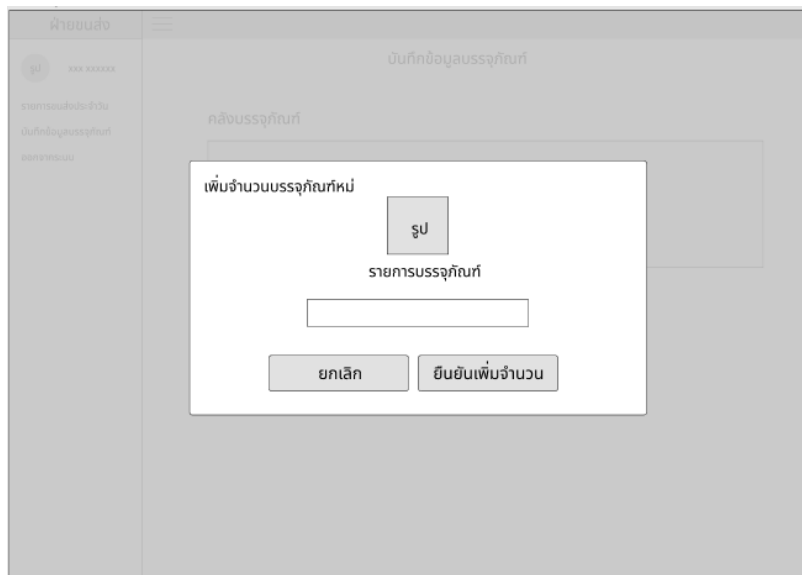 ฝ่ายขนส่ง
บันทึกข้อมูลบรรจุภัณฑ์
รูป xxx xxxxxx
รายการขนส่งประจำวัน
คลังบรรจุภัณฑ์
บันทึกข้อมูลบรรจุภัณฑ์
ออกจากระบบ
เพิ่มจำนวนบรรจุภัณฑ์หม่
รูป
รายการบรรจุภัณฑ์
ยกเลิก ยืนยันเพิ่มจำนวน